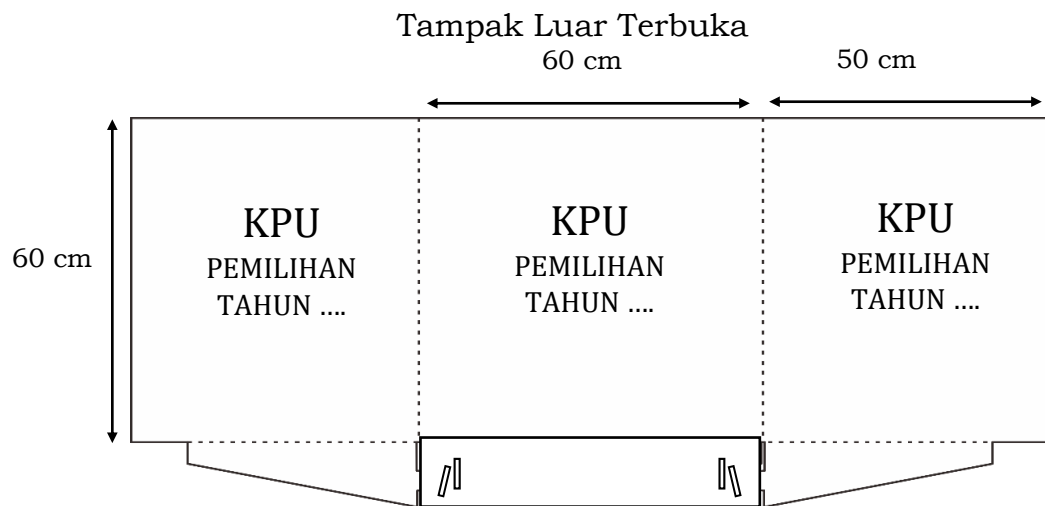 Tampak Luar Terbuka
60 cm
50 cm
60 cm
KPU
PEMILIHAN
TAHUN ....
KPU
PEMILIHAN
TAHUN ....
KPU
PEMILIHAN
TAHUN ....